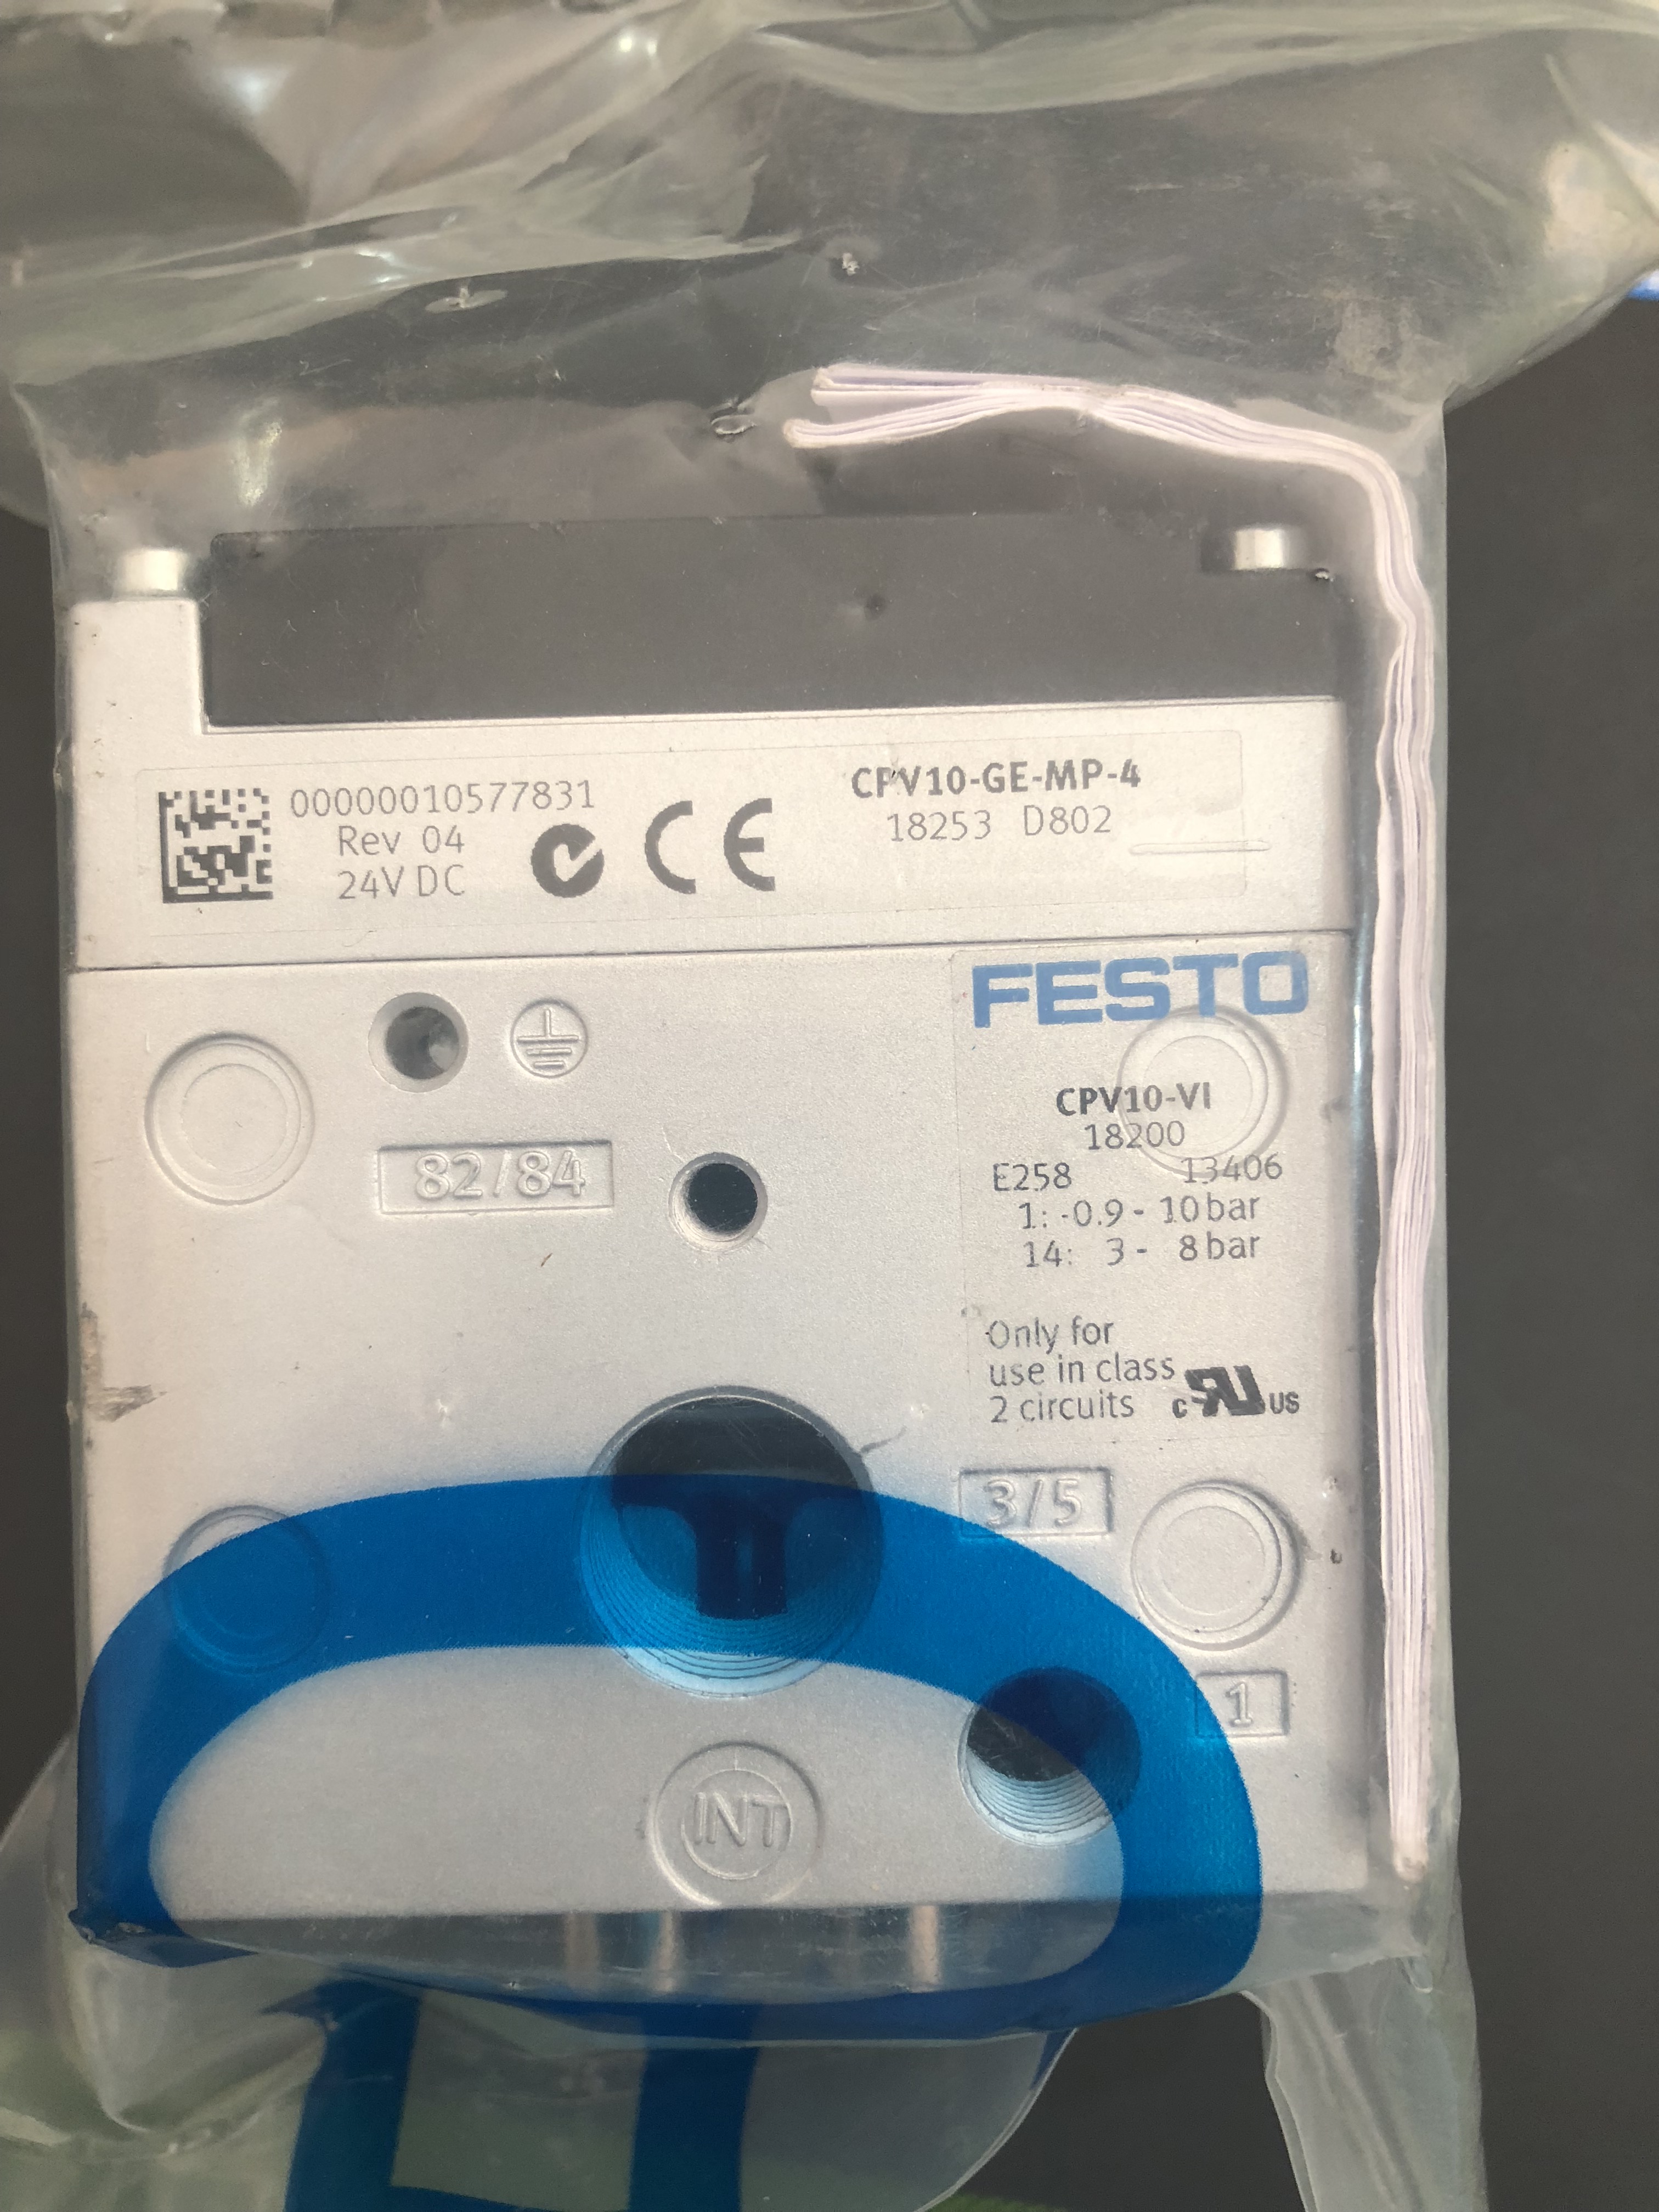 00000010577831
Rev 04
24V DC
CE
CPV10-GE-MP-4
18253 D802
FESTO
CPV10-VI
18200
E258 13406
1: -0.9 - 10 bar
14: 3 - 8 bar
82/84
Only for
use in class
2 circuits
c RU US
3/5
1
INT